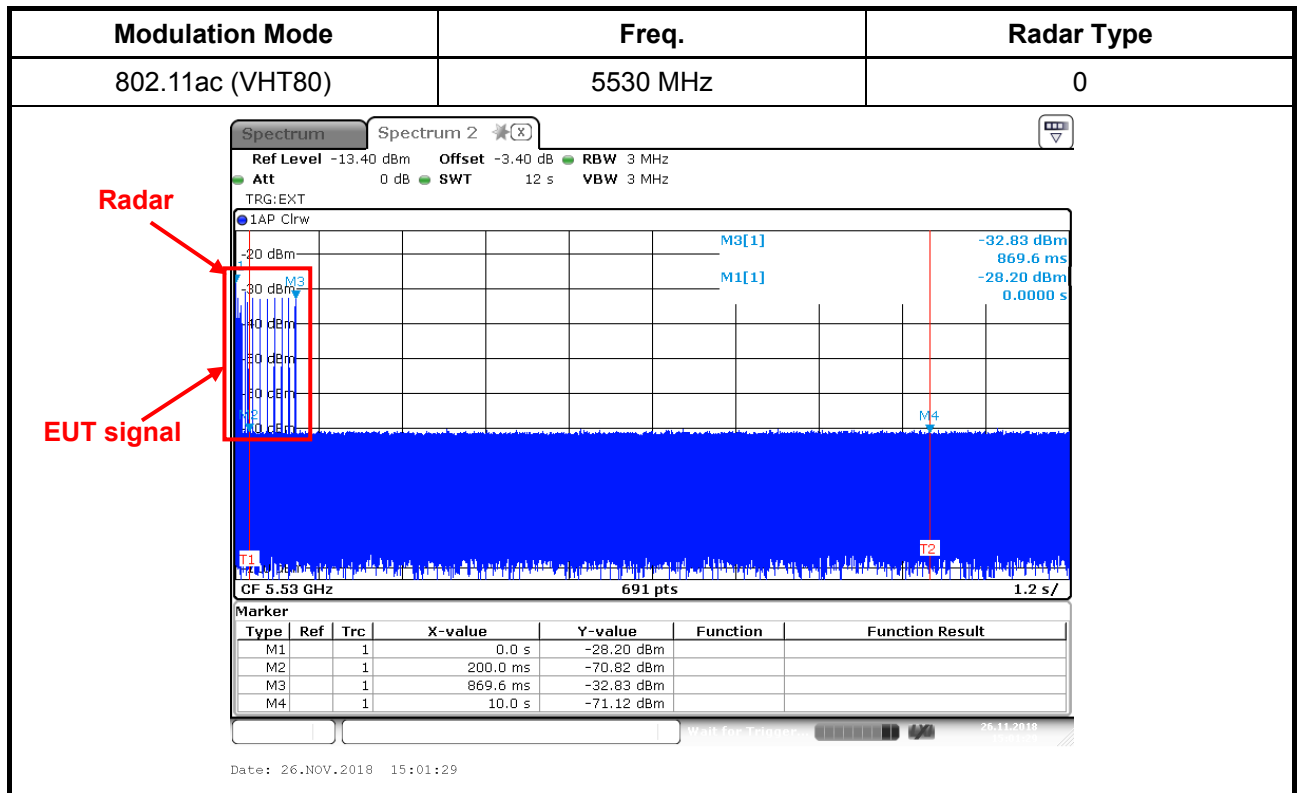 Modulation Mode Freq. Radar Type
802.11ac (VHT80) 5530 MHz 0
Spectrum Spectrum 2 X
Ref Level -13.40 dBm Offset -3.40 dB RBW 3 MHz
Att 0 dB SWT 12 s VBW 3 MHz
TRG:EXT
Radar
1AP Clrw
M3[1] -32.83 dBm
-20 dBm
869.6 ms
M1[1] -28.20 dBm
M3
-30 dBm
0.0000 s
EUT signal
M2
M4
T1
T2
CF 5.53 GHz 691 pts 1.2 s/
Marker
Type Ref Trc X-value Y-value Function Function Result
M1 1 0.0 s -28.20 dBm
M2 1 200.0 ms -70.82 dBm
M3 1 869.6 ms -32.83 dBm
M4 1 10.0 s -71.12 dBm
Wait for Trigger... 26.11.2018
Date: 26.NOV.2018 15:01:29